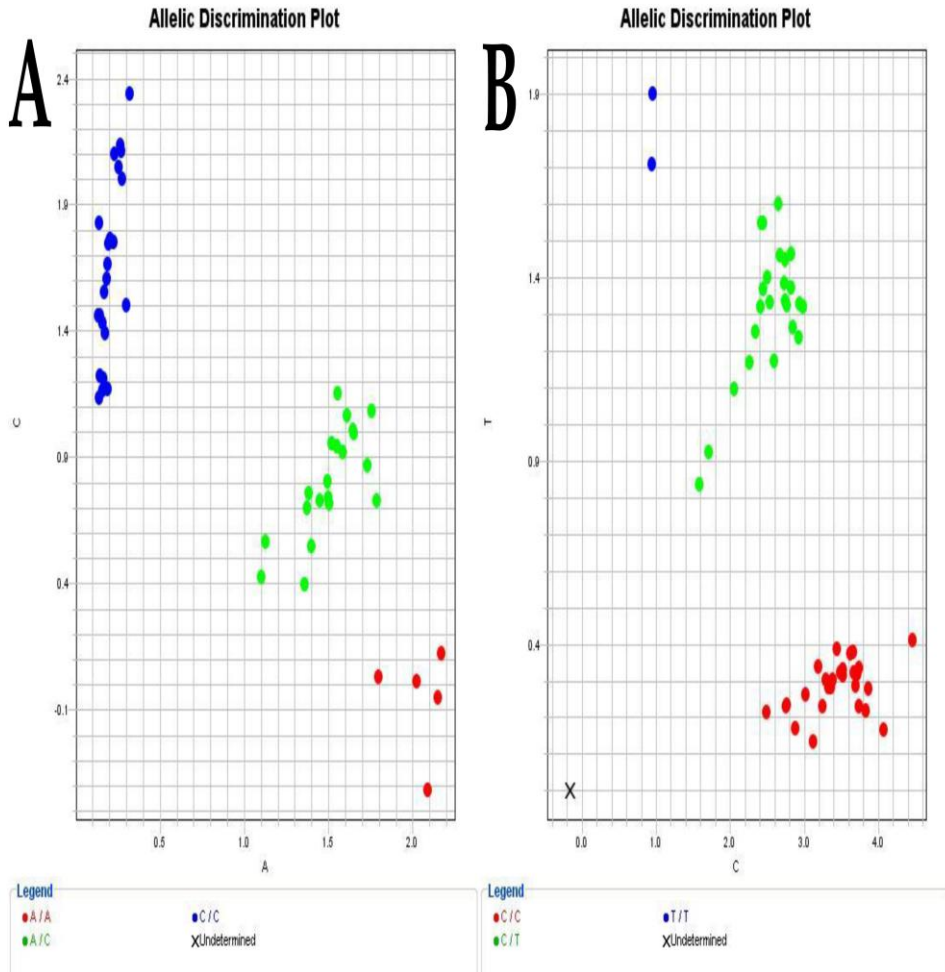 A
Allelic Discrimination Plot
2.4
1.9
1.4
0.9
0.4
-0.1
C
0.5 1.0 1.5 2.0
A
Legend
A / A C / C
A / C XUndetermined
B
Allelic Discrimination Plot
1.9
1.4
0.9
0.4
T
X
0.0 1.0 2.0 3.0 4.0
C
Legend
C / C T / T
C / T XUndetermined